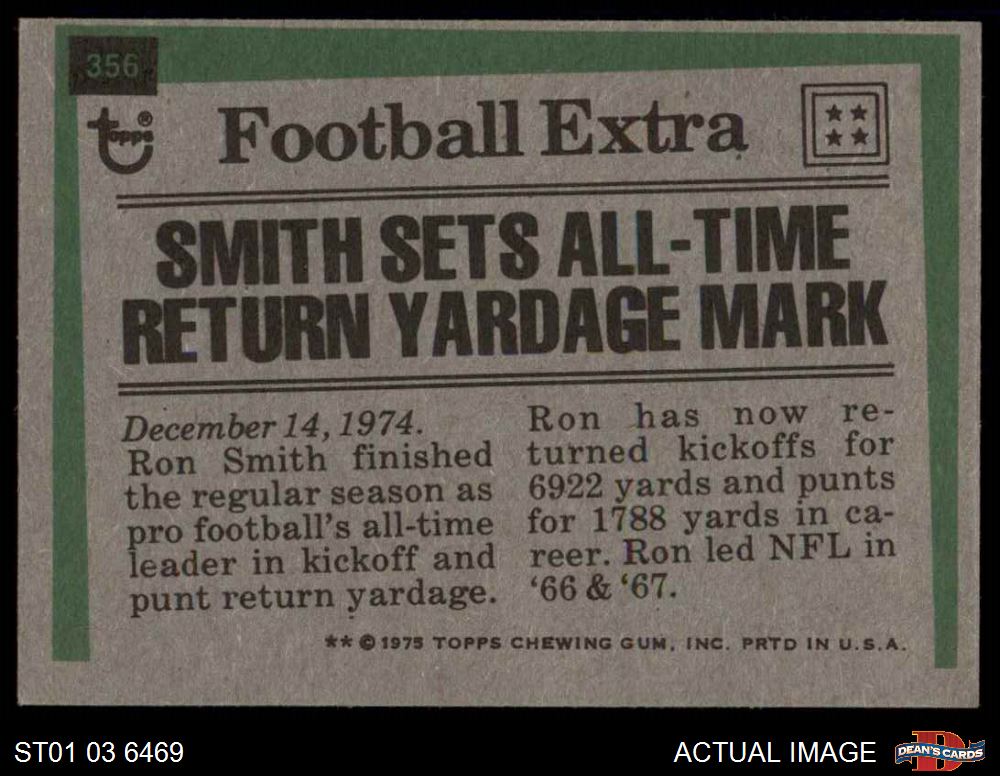 356
topps®
Football Extra
SMITH SETS ALL-TIME
RETURN YARDAGE MARK
December 14, 1974.
Ron Smith finished
the regular season as
pro football's all-time
leader in kickoff and
punt return yardage.
Ron has now re-
turned kickoffs for
6922 yards and punts
for 1788 yards in ca-
reer. Ron led NFL in
'66 & '67.
** © 1975 TOPPS CHEWING GUM, INC. PRTD IN U.S.A.
ST01 03 6469
ACTUAL IMAGE
D
DEAN'S CARDS